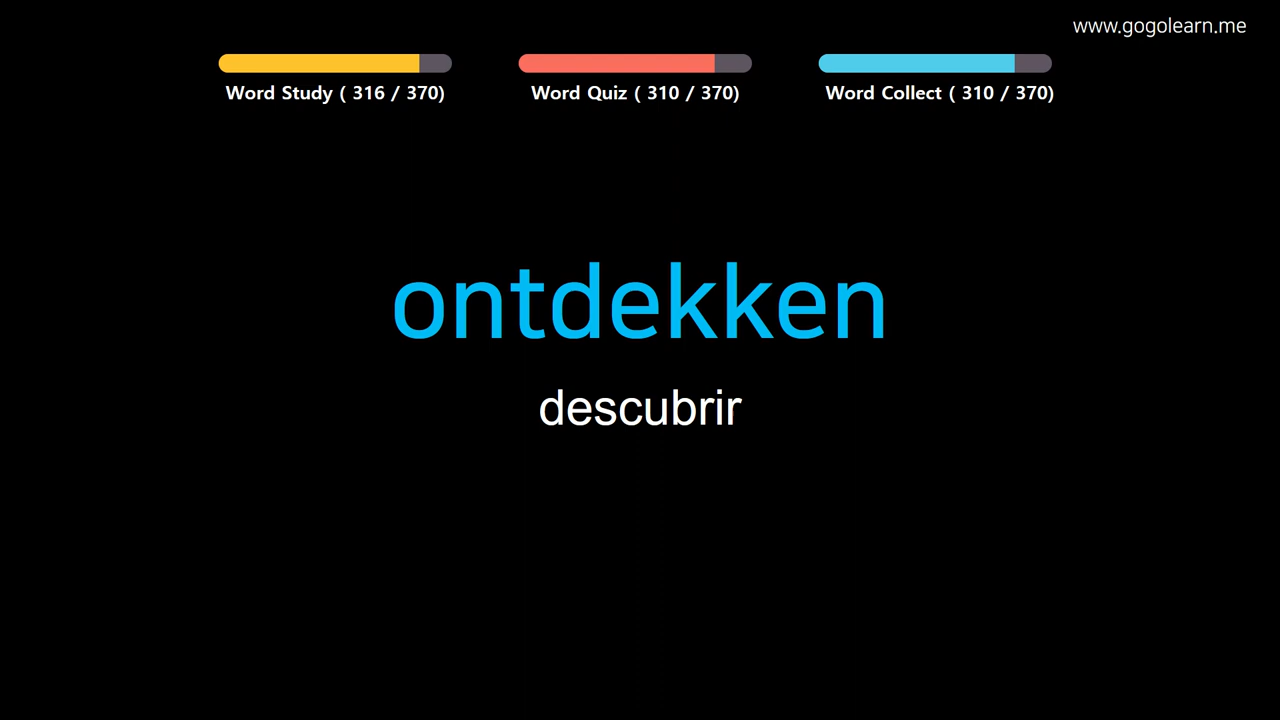 www.gogolearn.me
Word Study ( 316 / 370)
Word Quiz ( 310 / 370)
Word Collect ( 310 / 370)
ontdekken
descubrir